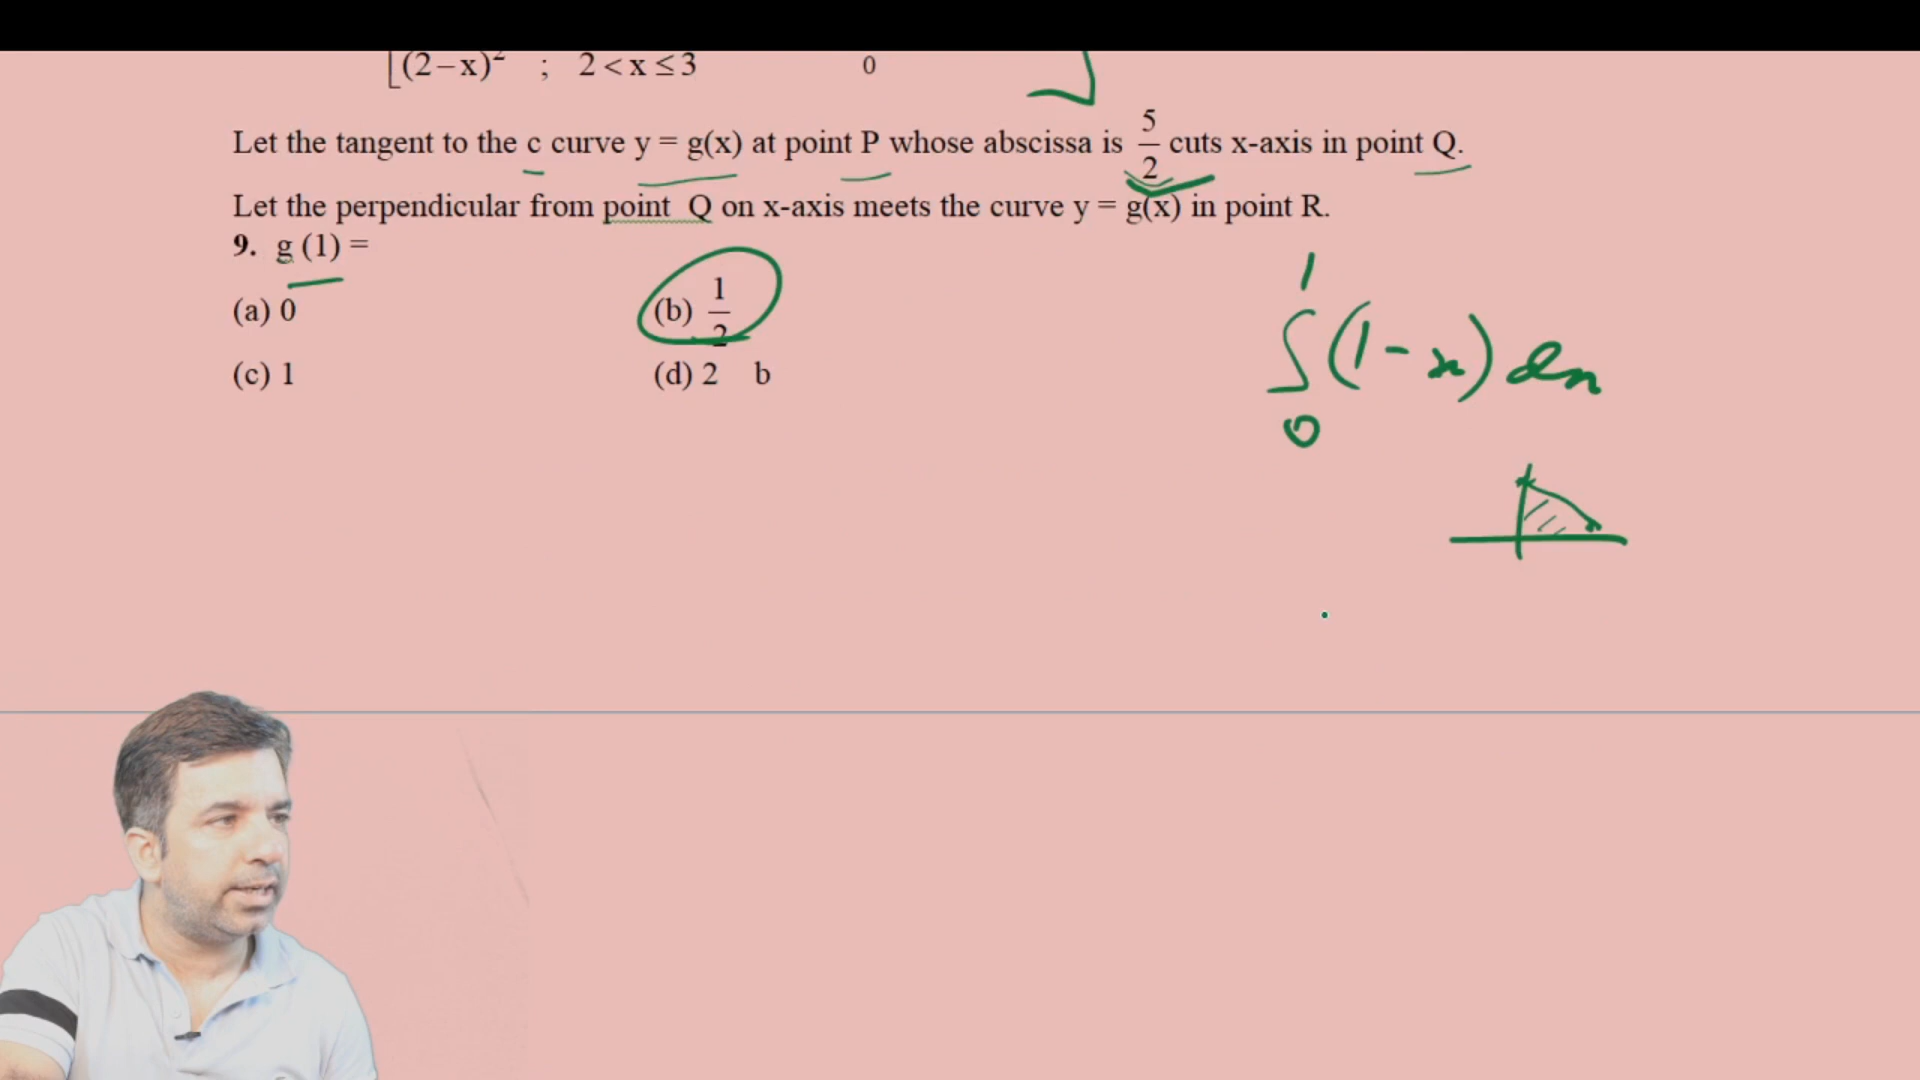 (2−x)² ; 2<x≤3 0
Let the tangent to the c curve y = g(x) at point P whose abscissa is 5/2 cuts x-axis in point Q.
Let the perpendicular from point Q on x-axis meets the curve y = g(x) in point R.
9. g (1) =
(a) 0 (b) 1/2
(c) 1 (d) 2 b
∫₀¹ (1-x) dx